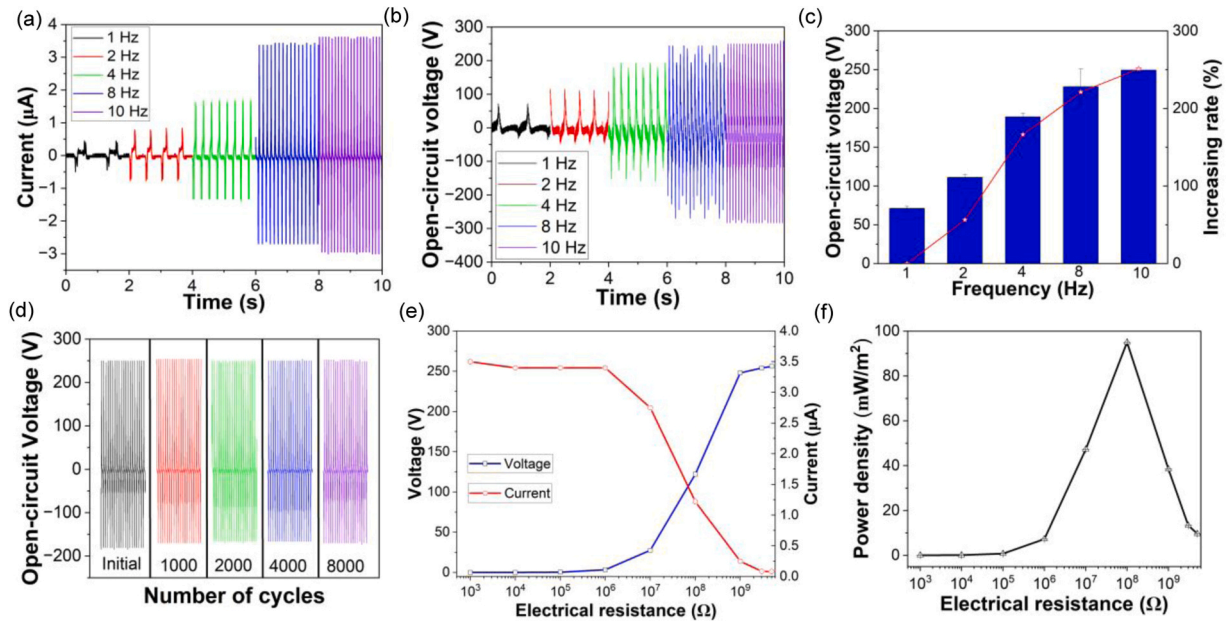 (a)
Current (µA)
4
3
2
1
0
−1
−2
−3
1 Hz
2 Hz
4 Hz
8 Hz
10 Hz
0 2 4 6 8 10
Time (s)
(b)
Open-circuit voltage (V)
300
200
100
0
−100
−200
−300
−400
1 Hz
2 Hz
4 Hz
8 Hz
10 Hz
0 2 4 6 8 10
Time (s)
(c)
Open-circuit voltage (V)
300
250
200
150
100
50
0
300
200
100
0
Increasing rate (%)
1 2 4 8 10
Frequency (Hz)
(d)
Open-circuit Voltage (V)
300
200
100
0
−100
−200
Initial 1000 2000 4000 8000
Number of cycles
(e)
Voltage (V)
300
250
200
150
100
50
0
Voltage
Current
4.0
3.5
3.0
2.5
2.0
1.5
1.0
0.5
0.0
Current (µA)
10³ 10⁴ 10⁵ 10⁶ 10⁷ 10⁸ 10⁹
Electrical resistance (Ω)
(f)
Power density (mW/m²)
100
80
60
40
20
0
10³ 10⁴ 10⁵ 10⁶ 10⁷ 10⁸ 10⁹
Electrical resistance (Ω)